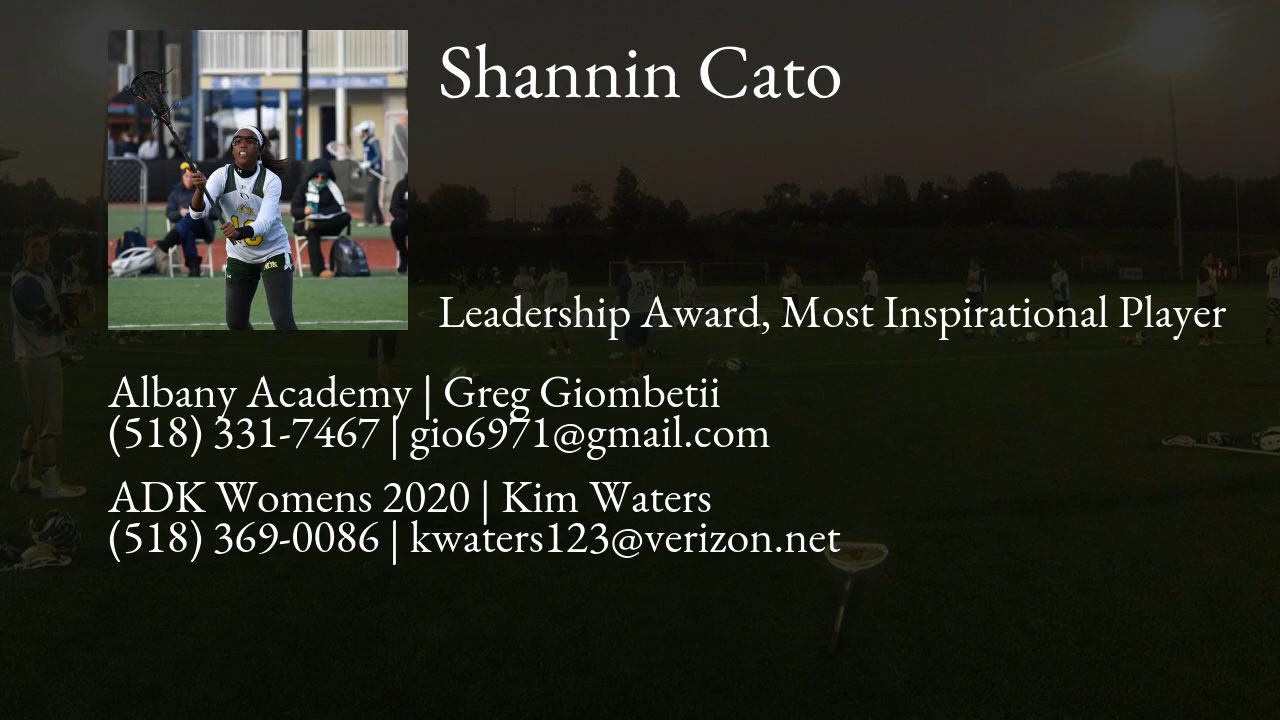 Shannin Cato
Leadership Award, Most Inspirational Player
Albany Academy | Greg Giombetii
(518) 331-7467 | gio6971@gmail.com
ADK Womens 2020 | Kim Waters
(518) 369-0086 | kwaters123@verizon.net